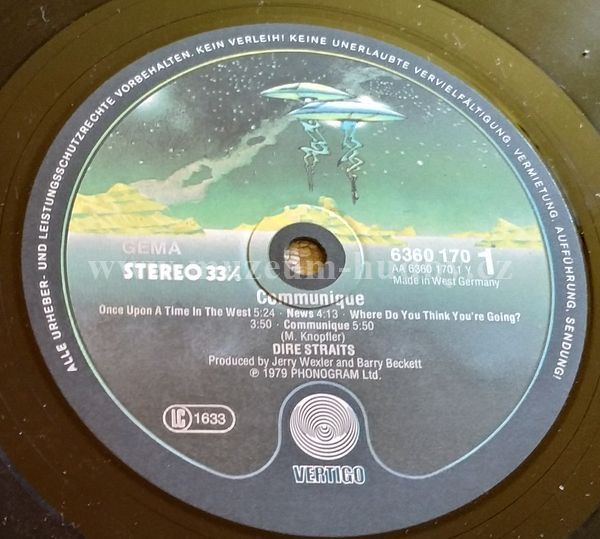 ALLE URHEBER- UND LEISTUNGSSCHUTZRECHTE VORBEHALTEN. KEIN VERLEIH! KEINE UNERLAUBTE VERVIELFÄLTIGUNG, VERMIETUNG, AUFFÜHRUNG, SENDUNG!
GEMA
STEREO 33⅓
6360 170 1
AA 6360 170 1 Y
Made in West Germany
Communique
Once Upon A Time In The West 5:24 - News 4:13 - Where Do You Think You're Going?
3:50 - Communique 5:50
(M. Knopfler)
DIRE STRAITS
Produced by Jerry Wexler and Barry Beckett
℗ 1979 PHONOGRAM Ltd.
LC 1633
VERTIGO